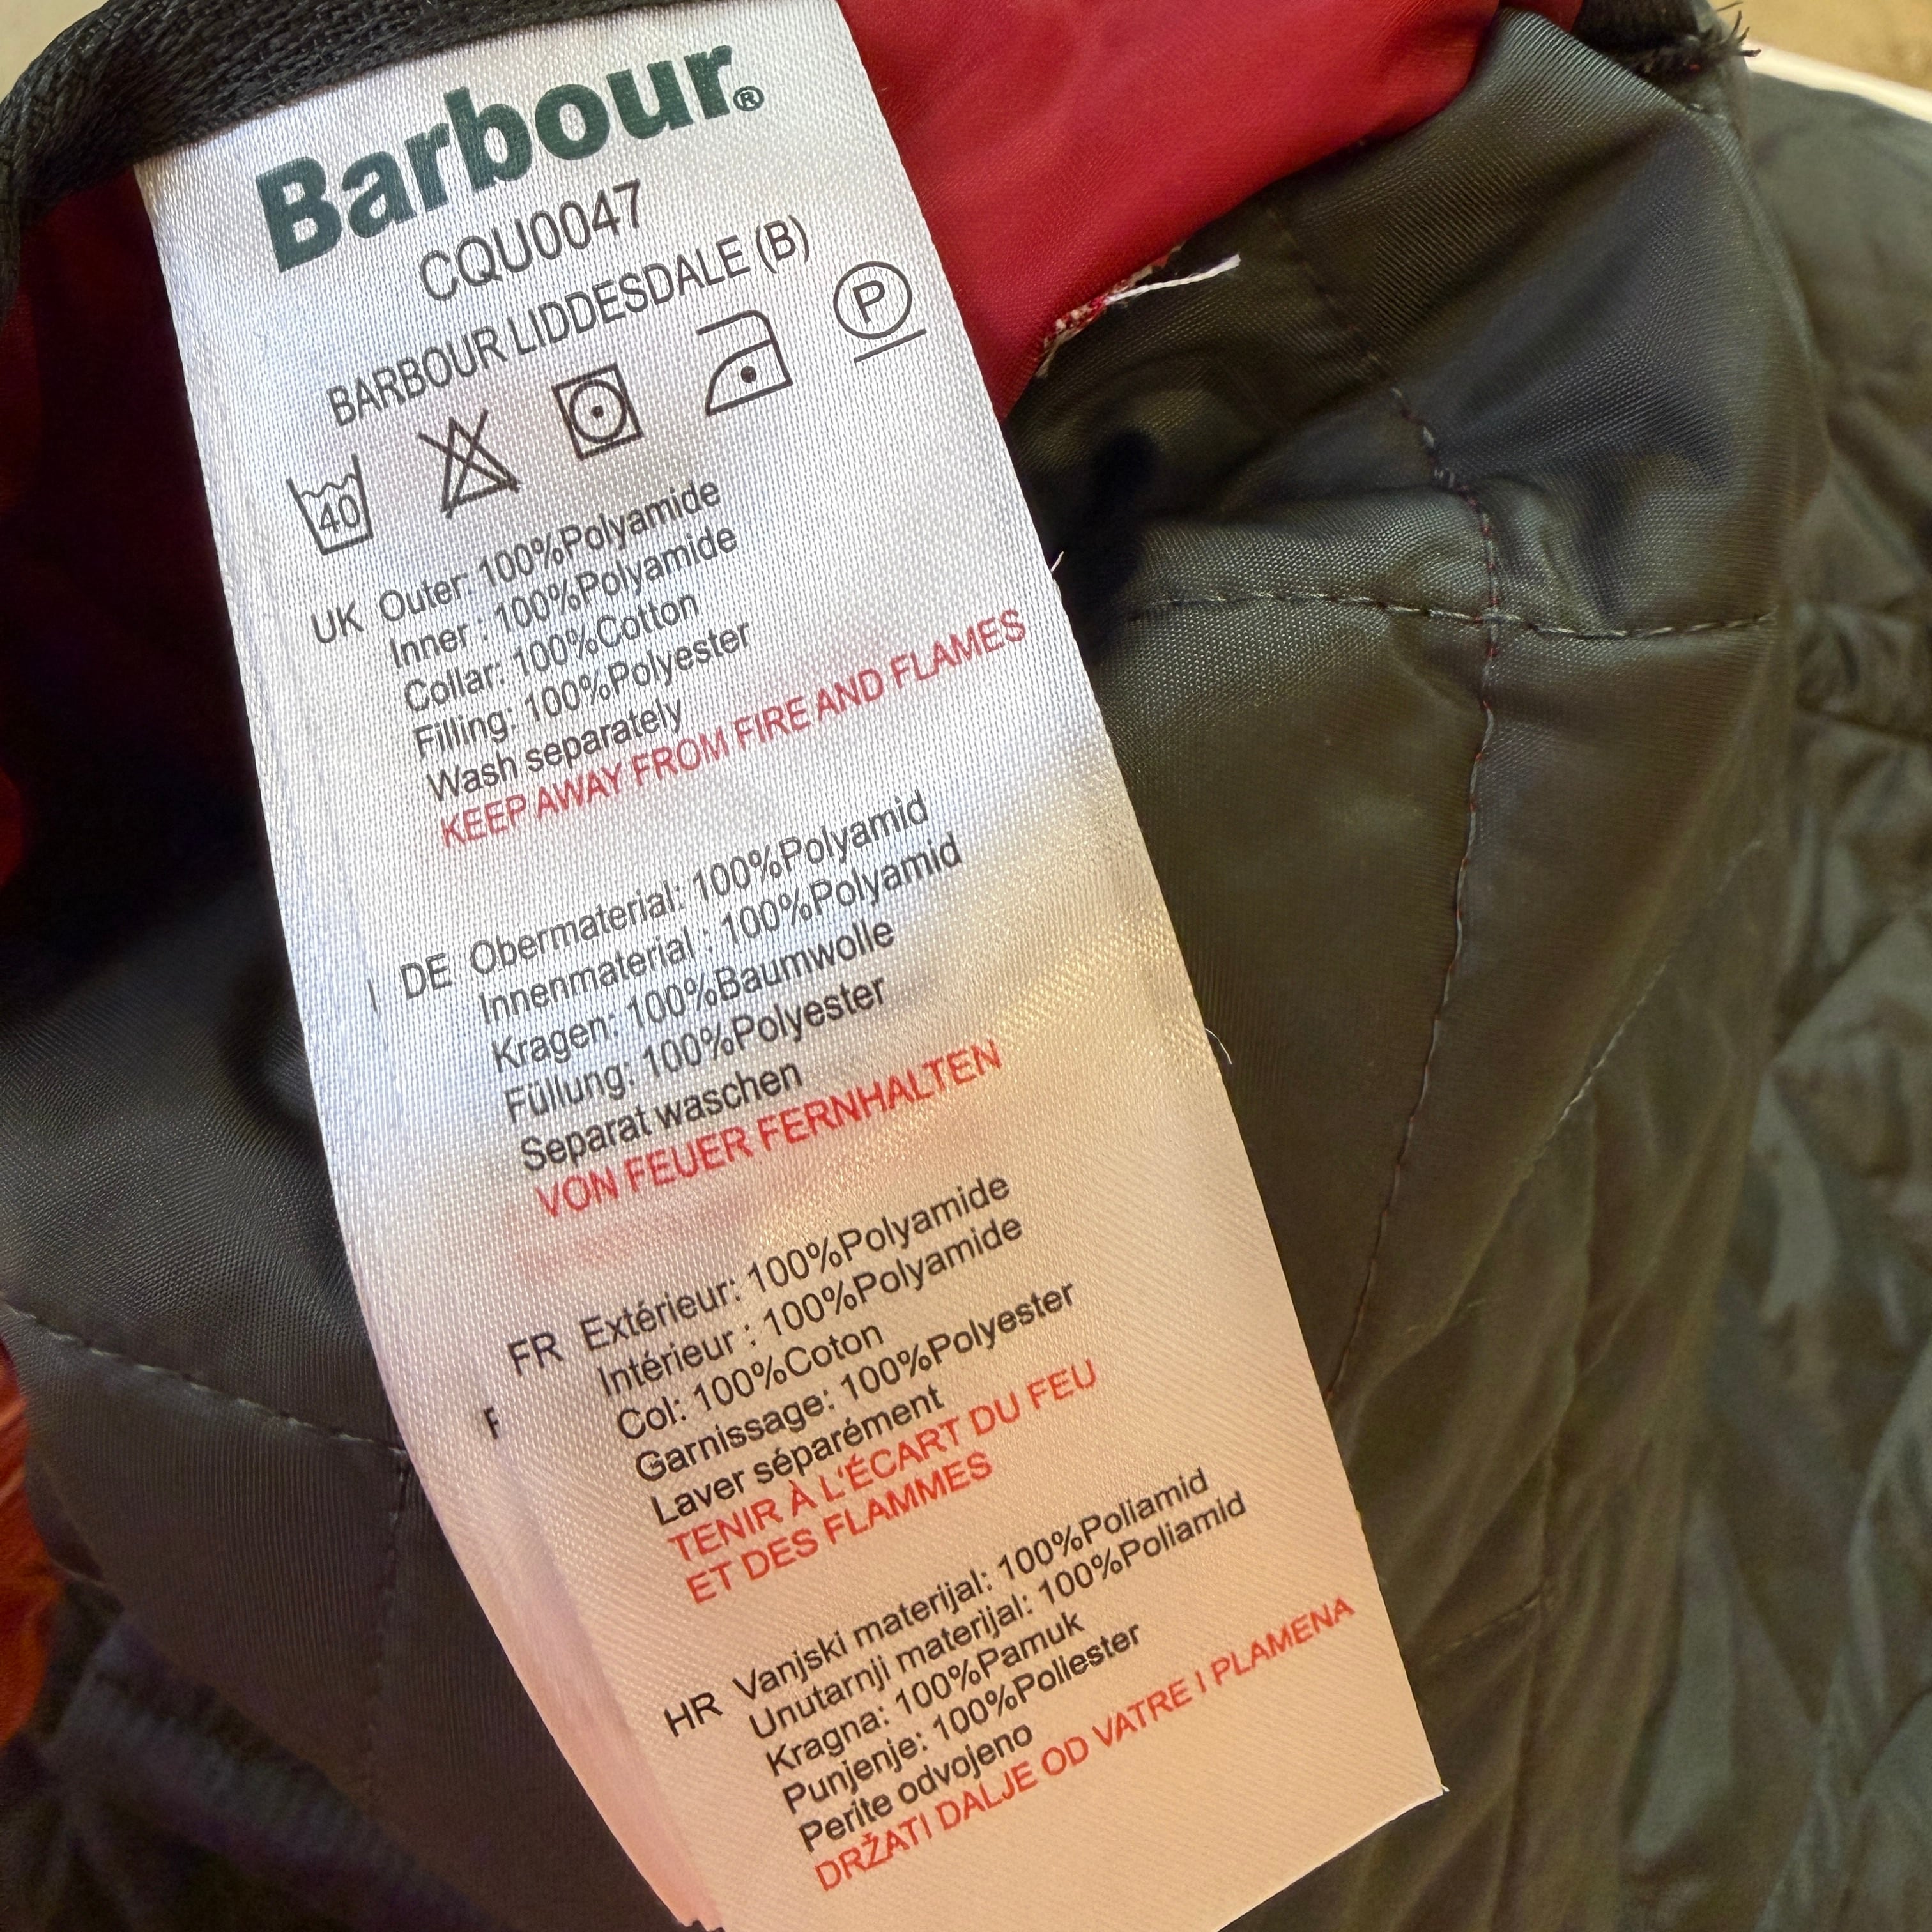 Barbour®
CQU0047
BARBOUR LIDDESDALE (B)
40
P
UK Outer: 100%Polyamide
Inner : 100%Polyamide
Collar: 100%Cotton
Filling: 100%Polyester
Wash separately
KEEP AWAY FROM FIRE AND FLAMES
DE Obermaterial: 100%Polyamid
Innenmaterial : 100%Polyamid
Kragen: 100%Baumwolle
Füllung: 100%Polyester
Separat waschen
VON FEUER FERNHALTEN
FR Extérieur: 100%Polyamide
Intérieur : 100%Polyamide
Col: 100%Coton
Garnissage: 100%Polyester
Laver séparément
TENIR À L'ÉCART DU FEU
ET DES FLAMMES
HR Vanjski materijal: 100%Poliamid
Unutarnji materijal: 100%Poliamid
Kragna: 100%Pamuk
Punjenje: 100%Poliester
Perite odvojeno
DRŽATI DALJE OD VATRE I PLAMENA